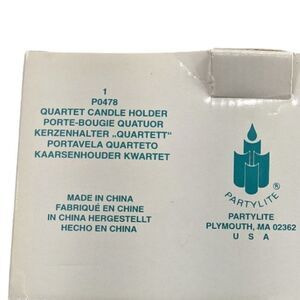 1
P0478
QUARTET CANDLE HOLDER
PORTE-BOUGIE QUATUOR
KERZENHALTER „QUARTETT"
PORTAVELA QUARTETO
KAARSENHOUDER KWARTET
MADE IN CHINA
FABRIQUÉ EN CHINE
IN CHINA HERGESTELLT
HECHO EN CHINA
PARTYLITE®
PARTYLITE
PLYMOUTH, MA 02362
U S A